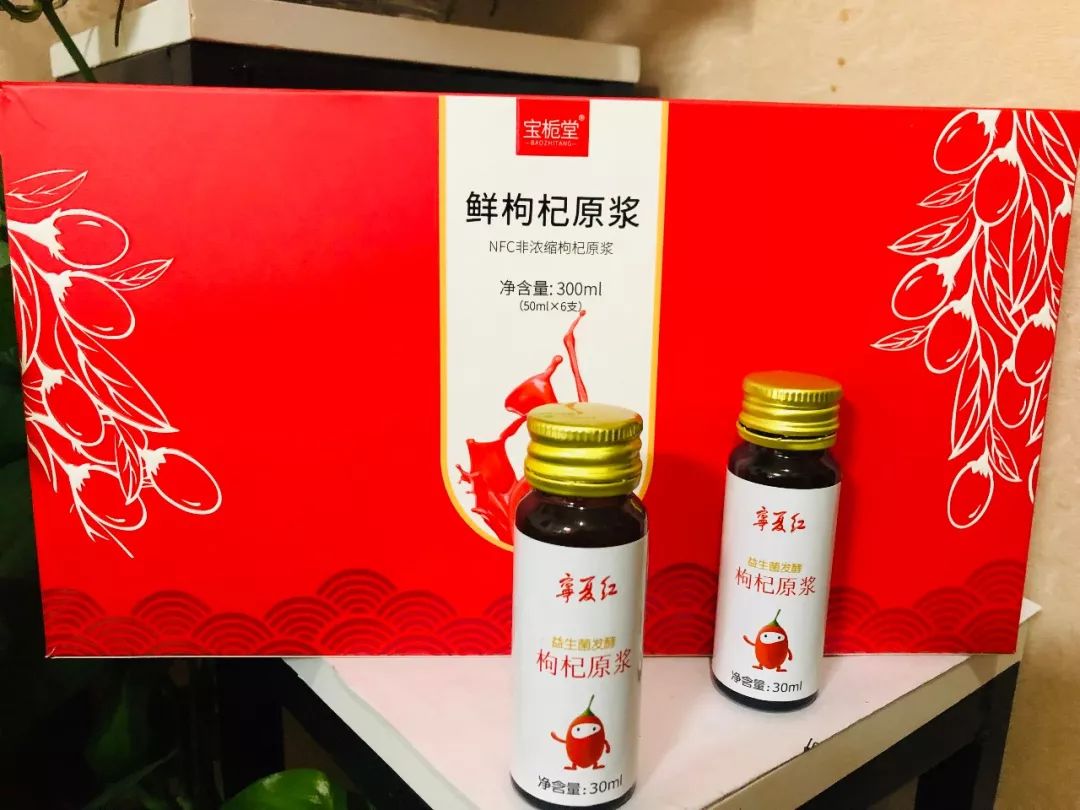 宝栀堂®
BAOZHITANG
鲜枸杞原浆
NFC非浓缩枸杞原浆
净含量: 300ml
(50ml×6支)
寧夏红
益生菌发酵
枸杞原浆
净含量:30ml
寧夏红
益生菌发酵
枸杞原浆
净含量:30ml